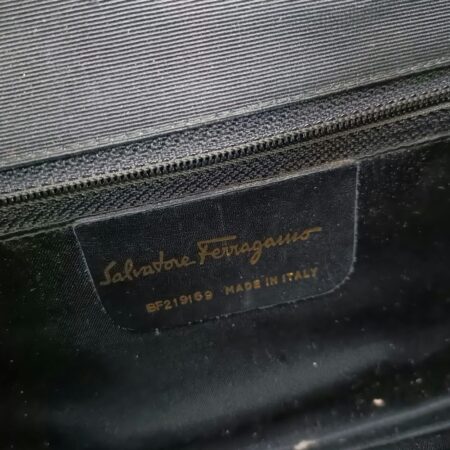 Salvatore Ferragamo
BF219169 MADE IN ITALY